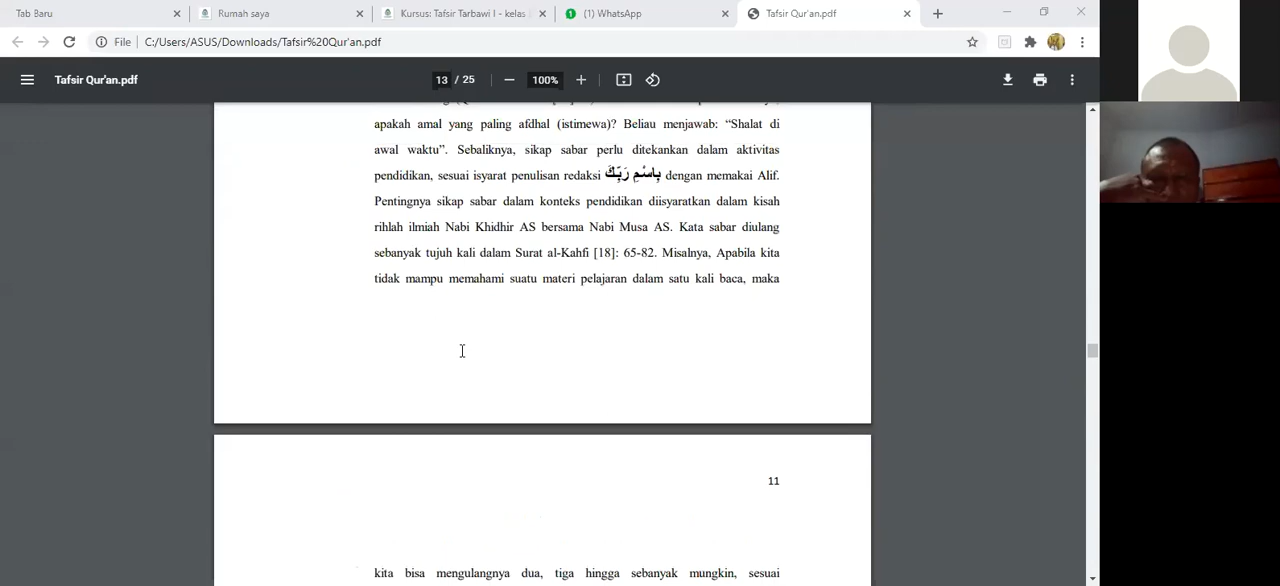 Tab Baru
Rumah saya
Kursus: Tafsir Tarbawi I - kelas
(1) WhatsApp
Tafsir Qur'an.pdf
File C:/Users/ASUS/Downloads/Tafsir%20Qur'an.pdf
Tafsir Qur'an.pdf
13 / 25
100%
apakah amal yang paling afdhal (istimewa)? Beliau menjawab: “Shalat di
awal waktu”. Sebaliknya, sikap sabar perlu ditekankan dalam aktivitas
pendidikan, sesuai isyarat penulisan redaksi بِاسْمِ رَبِّكَ dengan memakai Alif.
Pentingnya sikap sabar dalam konteks pendidikan diisyaratkan dalam kisah
rihlah ilmiah Nabi Khidhir AS bersama Nabi Musa AS. Kata sabar diulang
sebanyak tujuh kali dalam Surat al-Kahfi [18]: 65-82. Misalnya, Apabila kita
tidak mampu memahami suatu materi pelajaran dalam satu kali baca, maka
11
kita bisa mengulangnya dua, tiga hingga sebanyak mungkin, sesuai